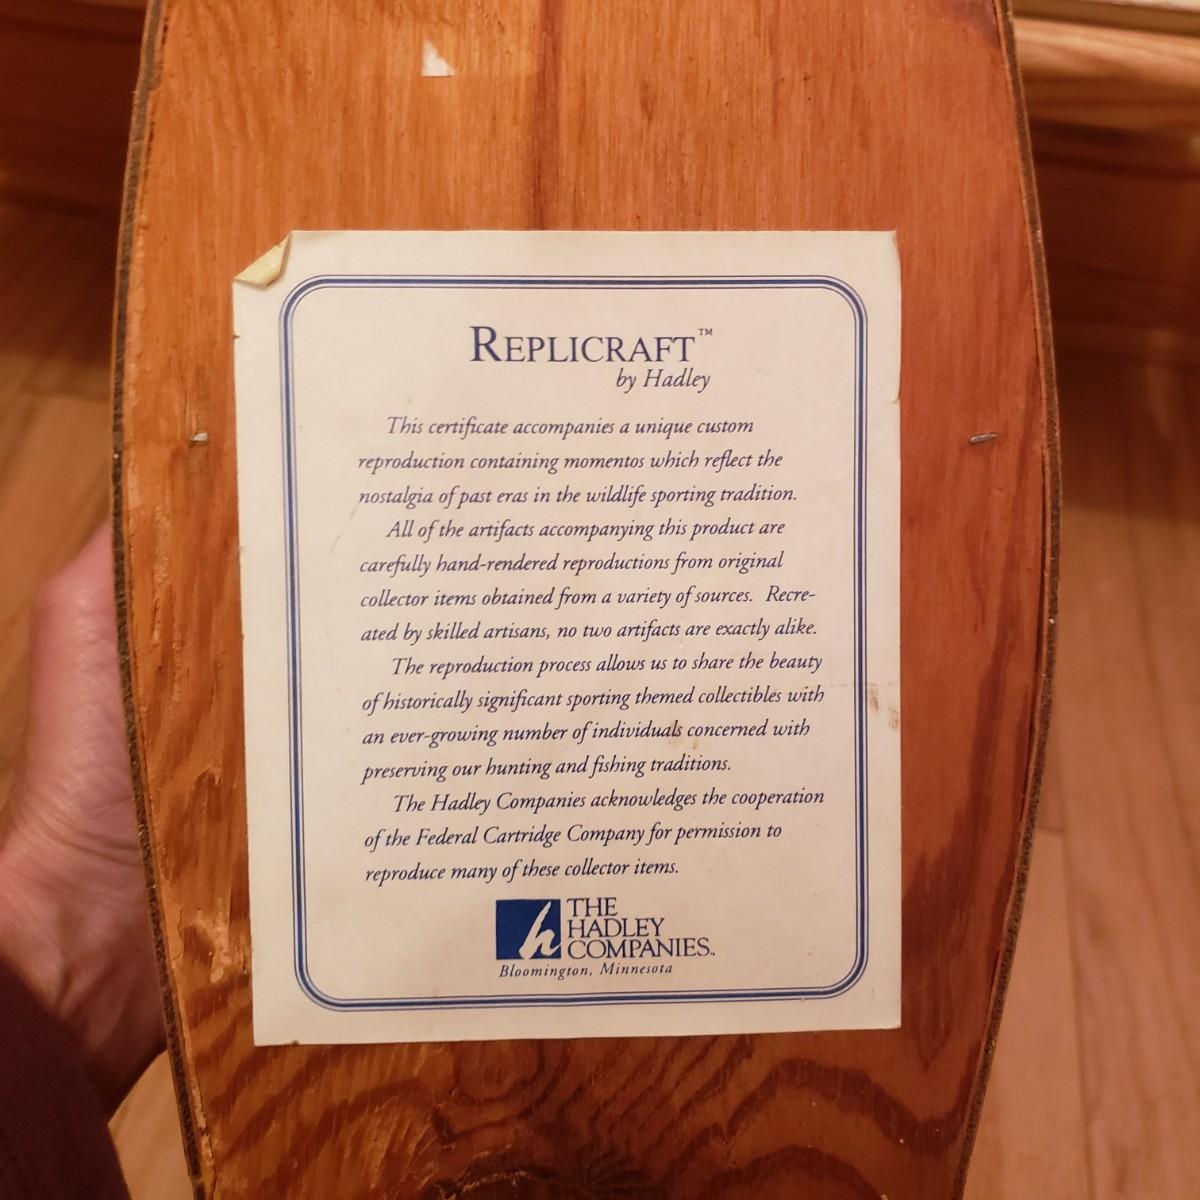 REPLICRAFT™
by Hadley
This certificate accompanies a unique custom
reproduction containing momentos which reflect the
nostalgia of past eras in the wildlife sporting tradition.
All of the artifacts accompanying this product are
carefully hand-rendered reproductions from original
collector items obtained from a variety of sources. Recre-
ated by skilled artisans, no two artifacts are exactly alike.
The reproduction process allows us to share the beauty
of historically significant sporting themed collectibles with
an ever-growing number of individuals concerned with
preserving our hunting and fishing traditions.
The Hadley Companies acknowledges the cooperation
of the Federal Cartridge Company for permission to
reproduce many of these collector items.
h
THE
HADLEY
COMPANIES™
Bloomington, Minnesota